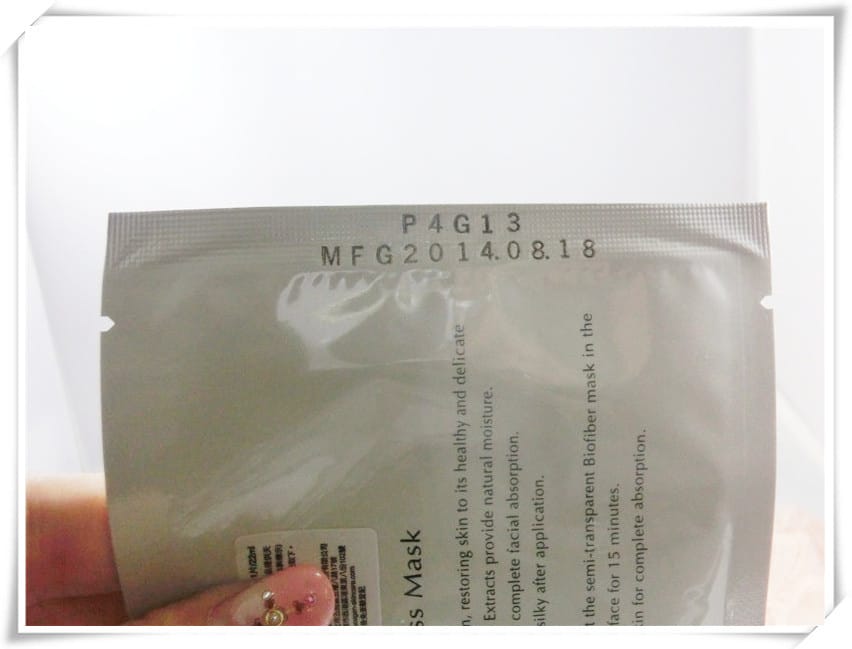 P4G13
MFG2014.08.18
ss Mask
n, restoring skin to its healthy and delicate
Extracts provide natural moisture.
complete facial absorption.
silky after application.
t the semi-transparent Biofiber mask in the
face for 15 minutes.
kin for complete absorption.